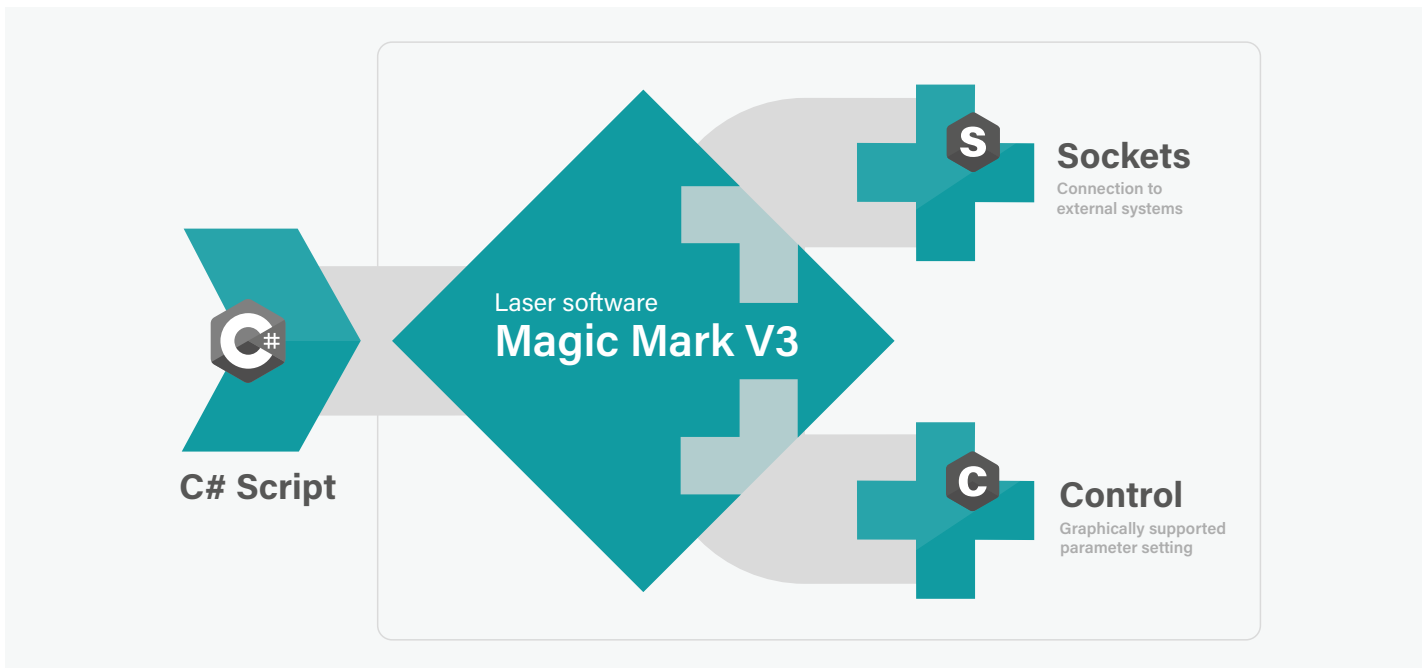 C#
C# Script
Laser software
Magic Mark V3
S
Sockets
Connection to
external systems
C
Control
Graphically supported
parameter setting